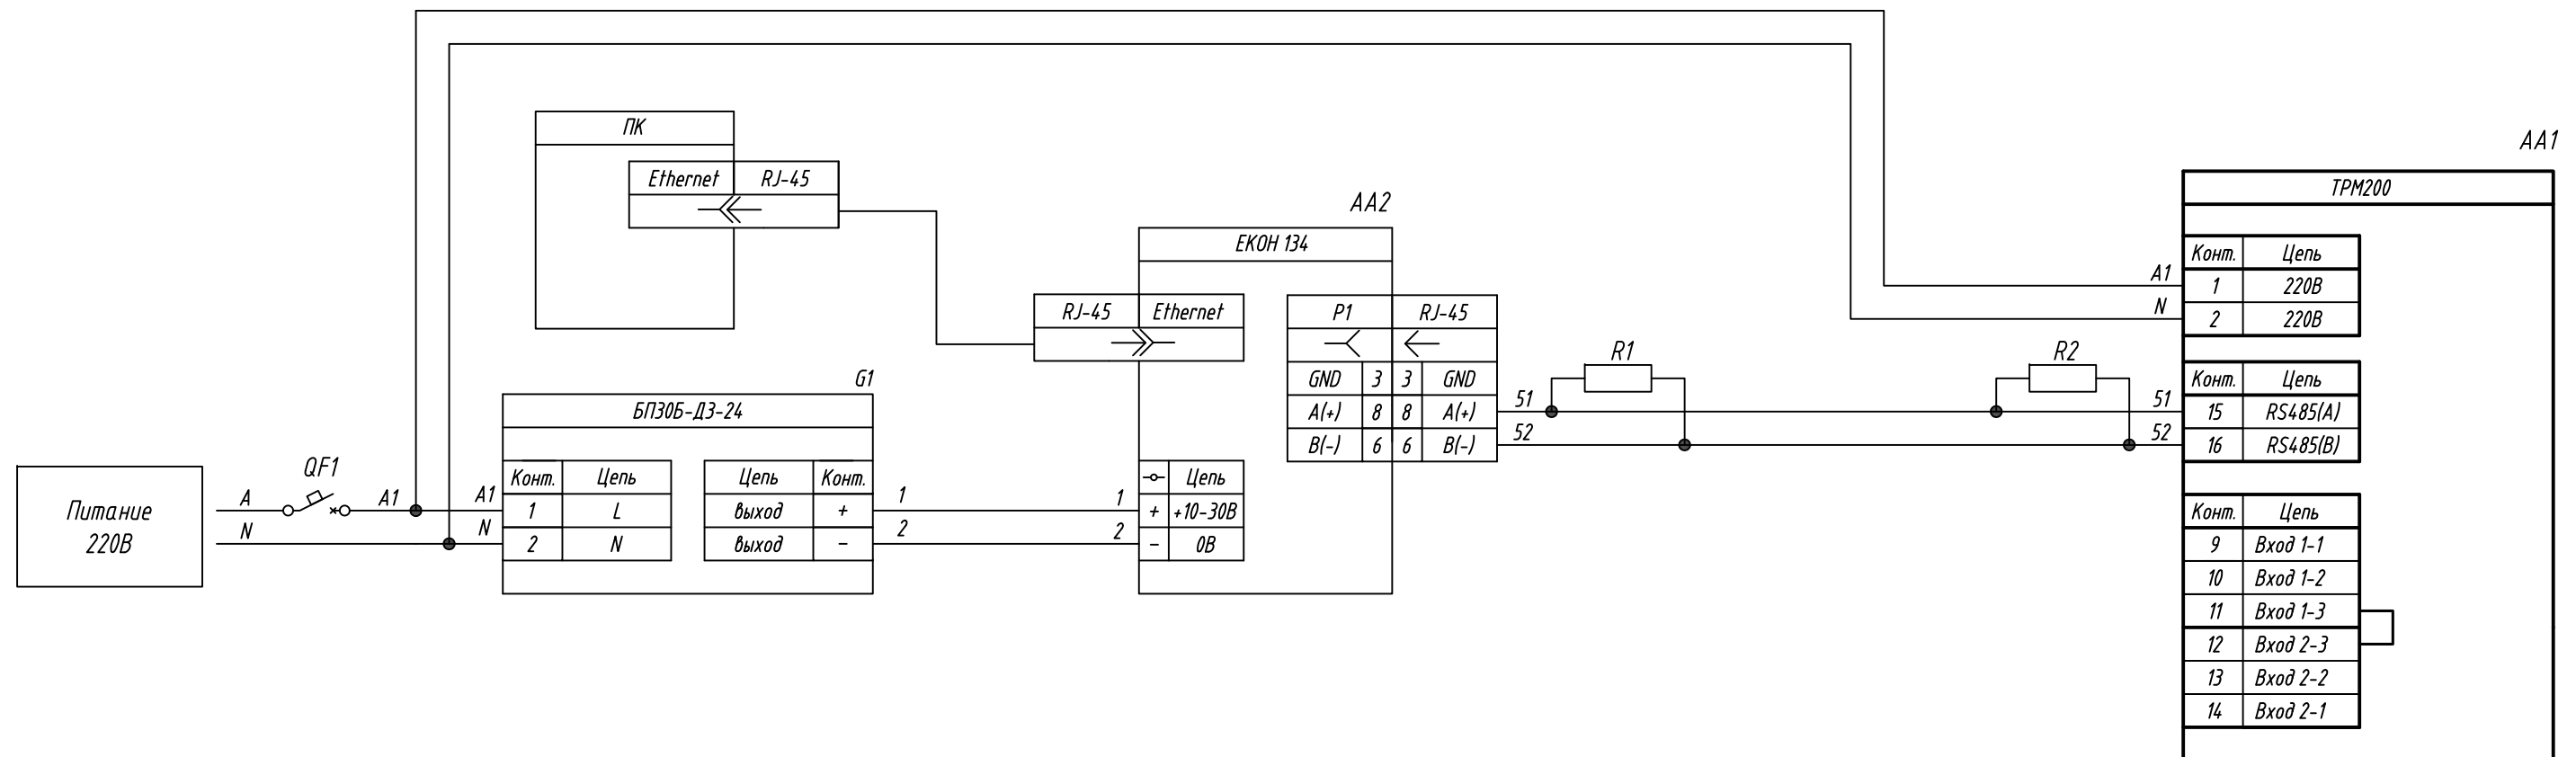 AA1
ТРМ200
Конт. Цепь
A1 1 220В
N 2 220В
Конт. Цепь
51 15 RS485(A)
52 16 RS485(B)
Конт. Цепь
9 Вход 1-1
10 Вход 1-2
11 Вход 1-3
12 Вход 2-3
13 Вход 2-2
14 Вход 2-1
ПК
Ethernet RJ-45
AA2
ЕКОН 134
RJ-45 Ethernet
P1 RJ-45
GND 3 3 GND
A(+) 8 8 A(+) 51
B(-) 6 6 B(-) 52
R1
R2
Цепь
1 + +10-30В
2 - 0В
G1
БП30Б-Д3-24
Конт. Цепь
A1 1 L
N 2 N
Цепь Конт.
выход + 1
выход - 2
QF1
A A1
N
Питание
220В